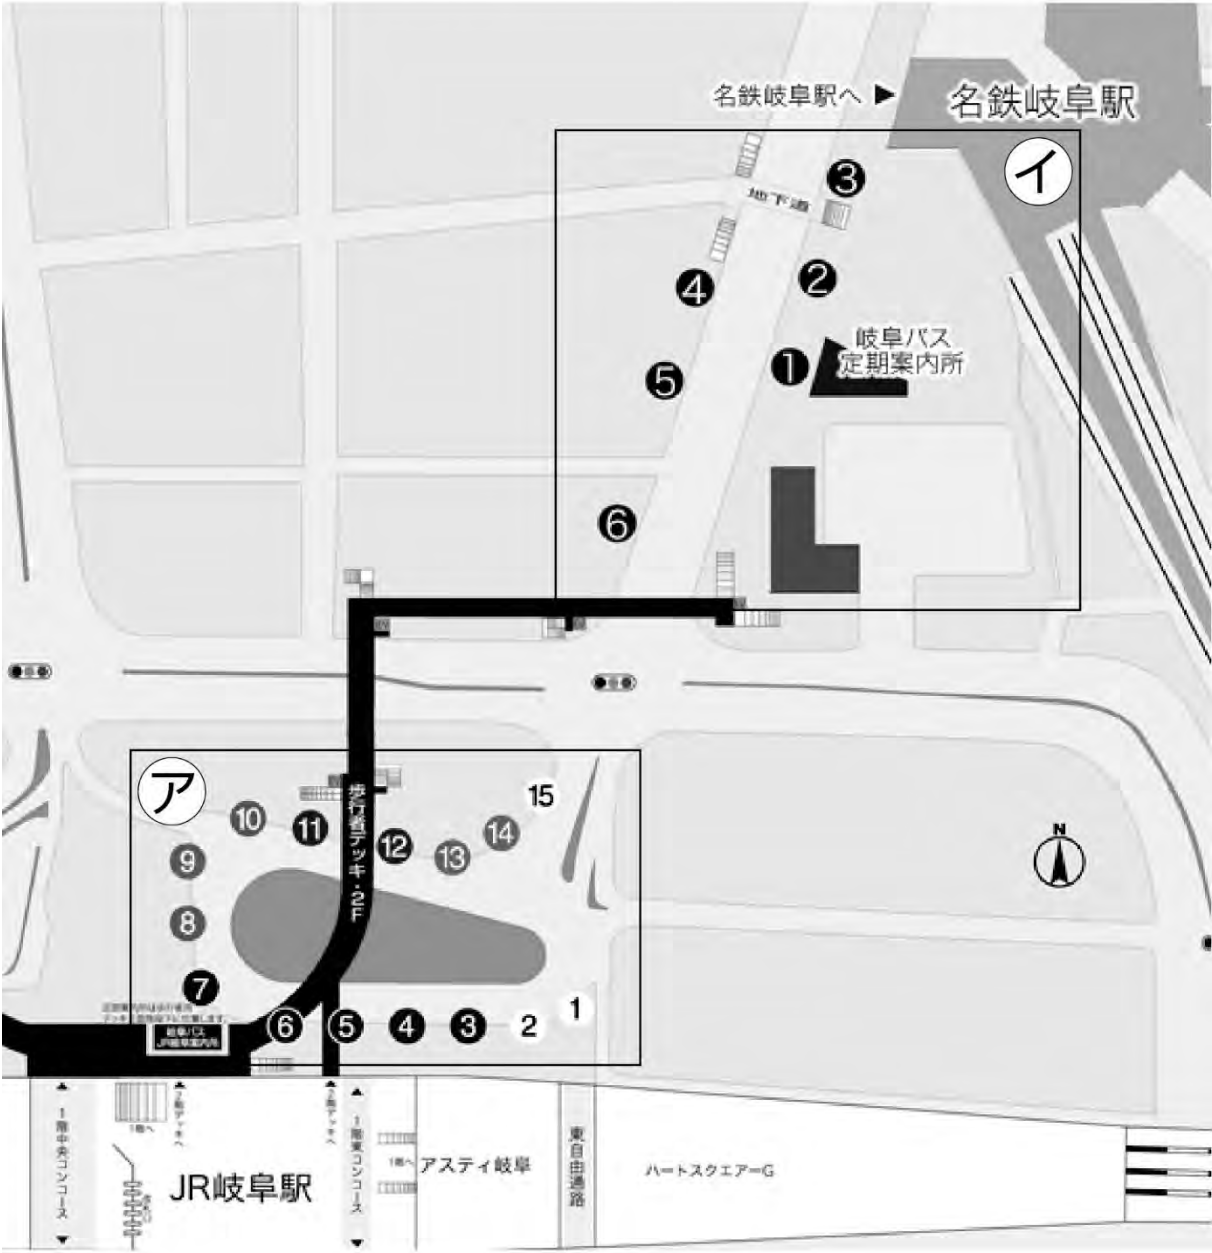 名鉄岐阜駅へ ▶
名鉄岐阜駅
イ
3
地下道
2
4
岐阜バス
定期案内所
1
5
6
ア
15
10
11
歩行者デッキ・2F
12
14
13
9
8
N
7
岐阜バス
JR岐阜案内所
6
5
4
3
2
1
1階中央コンコース
1階へ
2階デッキへ
2階デッキへ
1階東コンコース
1階へ
アスティ岐阜
東自由通路
ハートスクエアーG
JR岐阜駅